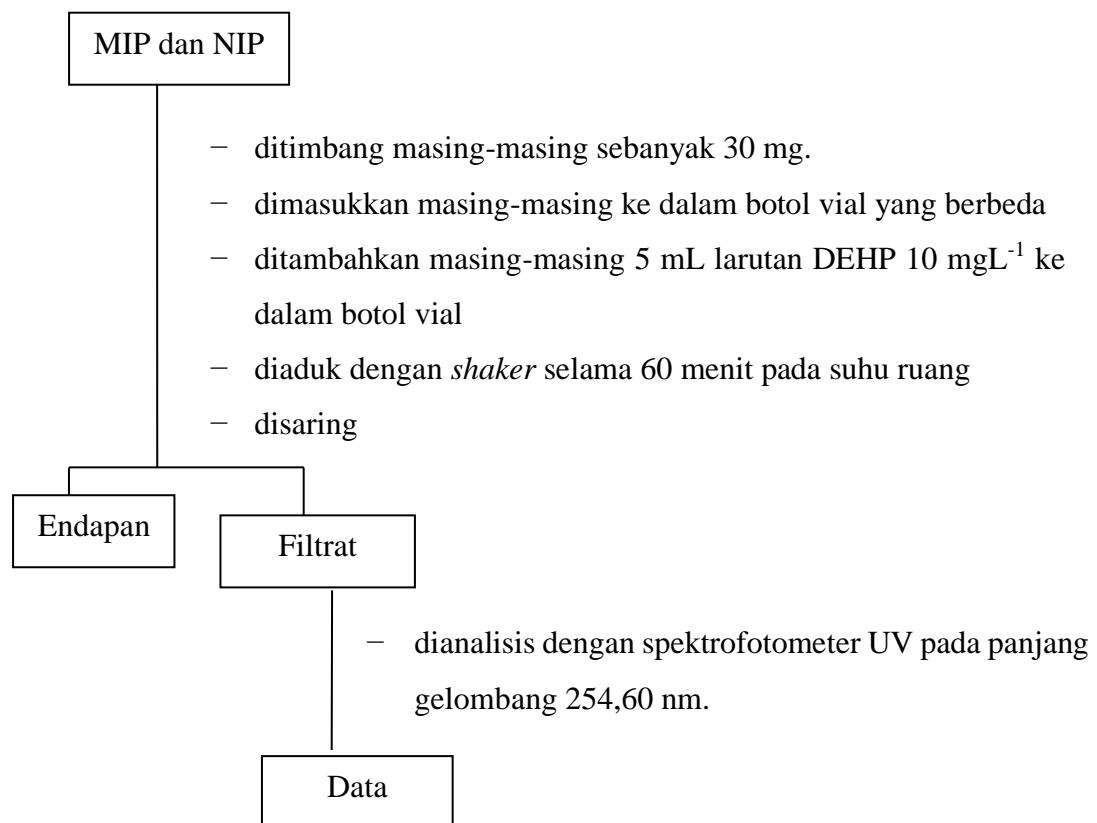 MIP dan NIP
− ditimbang masing-masing sebanyak 30 mg.
− dimasukkan masing-masing ke dalam botol vial yang berbeda
− ditambahkan masing-masing 5 mL larutan DEHP 10 mgL⁻¹ ke
dalam botol vial
− diaduk dengan shaker selama 60 menit pada suhu ruang
− disaring
Endapan
Filtrat
− dianalisis dengan spektrofotometer UV pada panjang
gelombang 254,60 nm.
Data